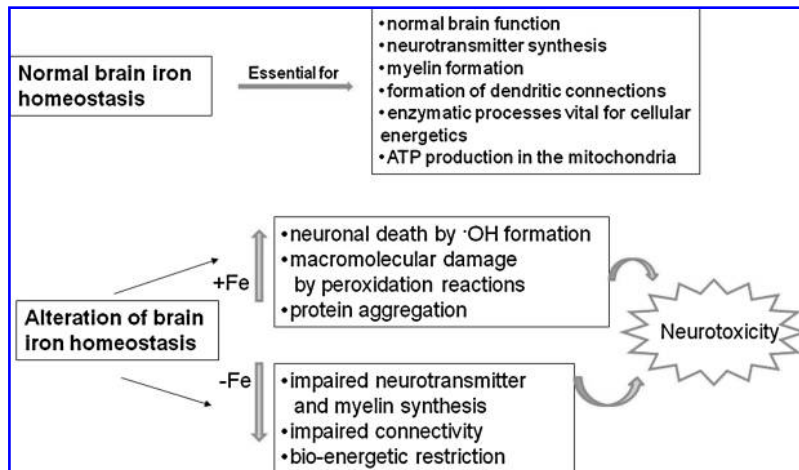 Normal brain iron
homeostasis
Essential for
•normal brain function
•neurotransmitter synthesis
•myelin formation
•formation of dendritic connections
•enzymatic processes vital for cellular
energetics
•ATP production in the mitochondria
Alteration of brain
iron homeostasis
+Fe
•neuronal death by ·OH formation
•macromolecular damage
by peroxidation reactions
•protein aggregation
-Fe
•impaired neurotransmitter
and myelin synthesis
•impaired connectivity
•bio-energetic restriction
Neurotoxicity